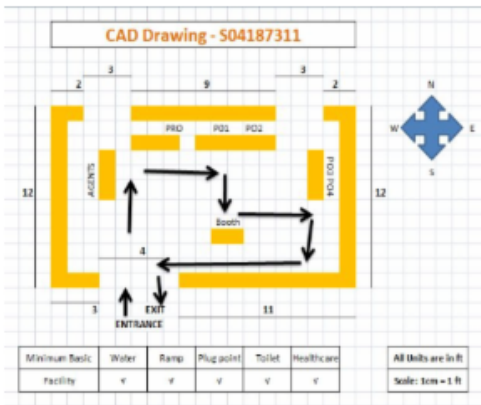 CAD Drawing - S04187311
3 3
2 9 2
N
W E
S
PRO PO1 PO2
AGENTS
PO3 PO4
12 12
Booth
4
3 EXIT 11
ENTRANCE
Minimum Basic Water Ramp Plug point Toilet Healthcare
Facility √ √ √ √ √
All Units are in ft
Scale: 1cm = 1 ft